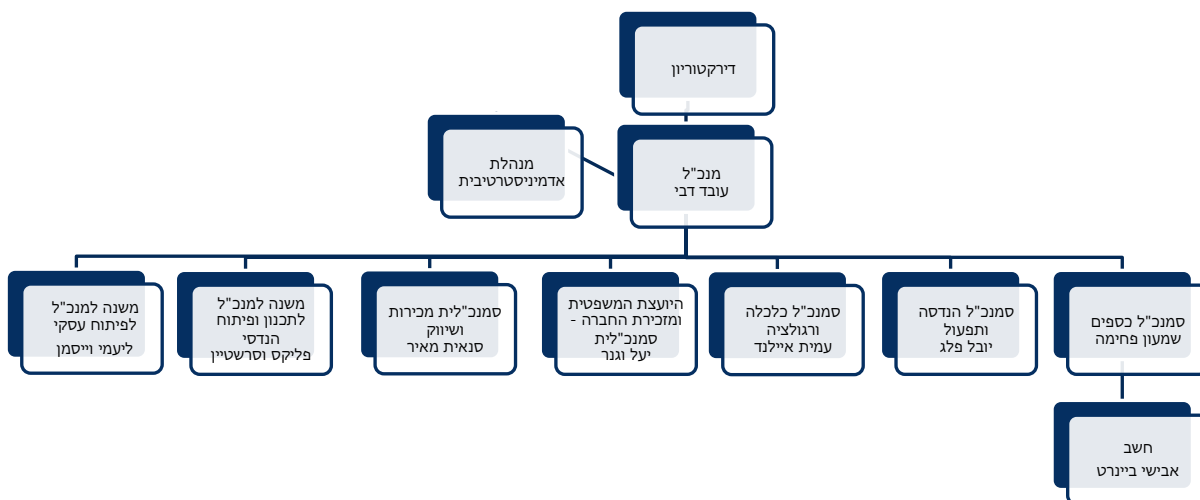 דירקטוריון
מנכ"ל
עובד דבי
מנהלת
אדמיניסטרטיבית
סמנכ"ל כספים
שמעון פחימה
סמנכ"ל הנדסה
ותפעול
יובל פלג
סמנכ"ל כלכלה
ורגולציה
עמית איילנד
היועצת המשפטית
ומזכירת החברה -
סמנכ"לית
יעל וגנר
סמנכ"לית מכירות
ושיווק
סנאית מאיר
משנה למנכ"ל
לתכנון ופיתוח
הנדסי
פליקס וסרשטיין
משנה למנכ"ל
לפיתוח עסקי
ליעמי וייסמן
חשב
אבישי ביינרט